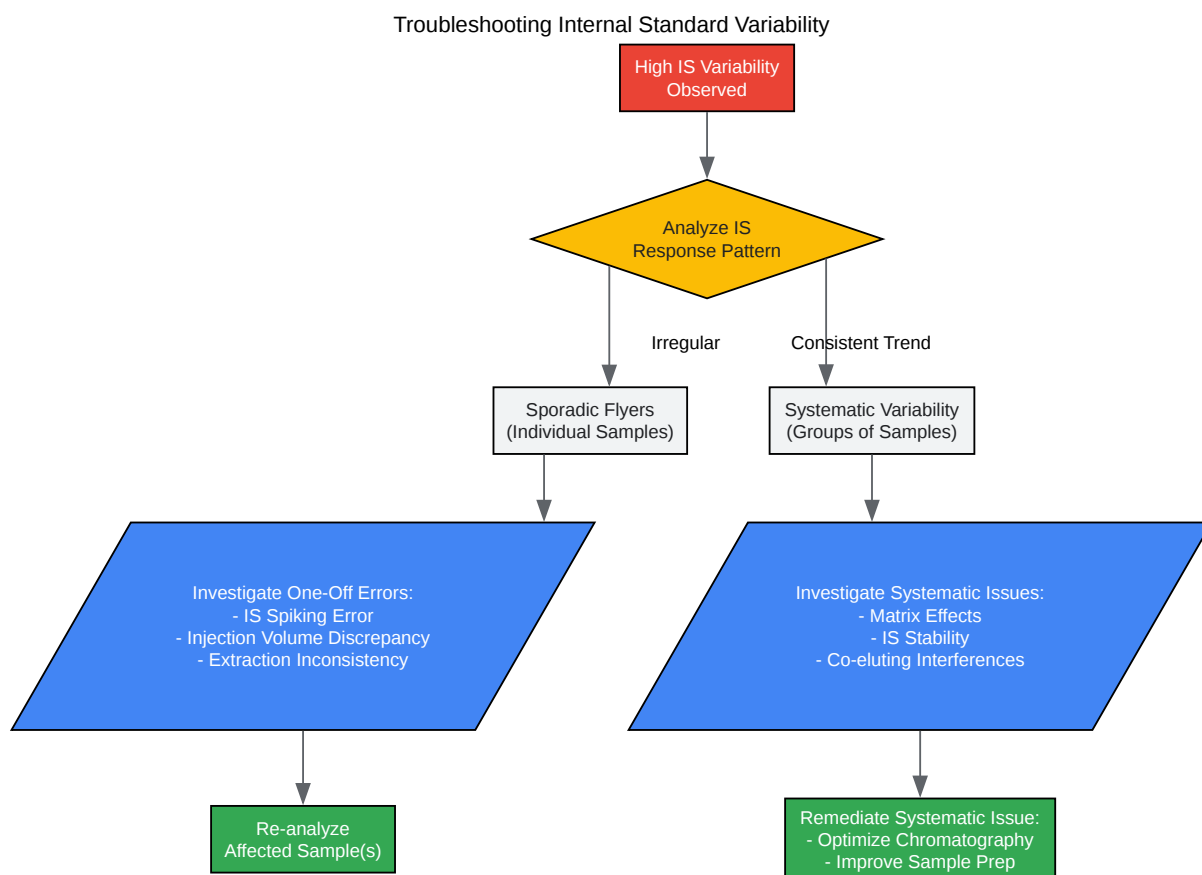 Troubleshooting Internal Standard Variability
High IS Variability
Observed
Analyze IS
Response Pattern
Irregular
Consistent Trend
Sporadic Flyers
(Individual Samples)
Systematic Variability
(Groups of Samples)
Investigate One-Off Errors:
- IS Spiking Error
- Injection Volume Discrepancy
- Extraction Inconsistency
Investigate Systematic Issues:
- Matrix Effects
- IS Stability
- Co-eluting Interferences
Re-analyze
Affected Sample(s)
Remediate Systematic Issue:
- Optimize Chromatography
- Improve Sample Prep